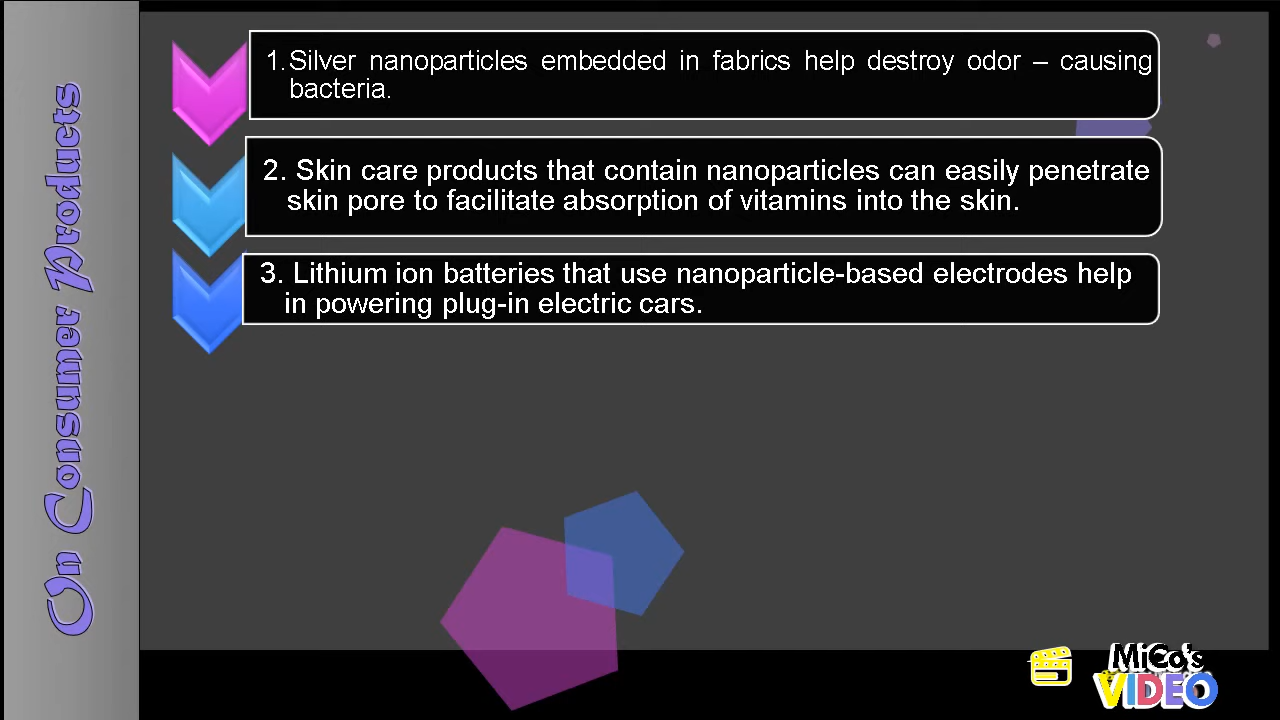 On Consumer Products
1. Silver nanoparticles embedded in fabrics help destroy odor – causing
bacteria.
2. Skin care products that contain nanoparticles can easily penetrate
skin pore to facilitate absorption of vitamins into the skin.
3. Lithium ion batteries that use nanoparticle-based electrodes help
in powering plug-in electric cars.
MiCo's
VIDEO